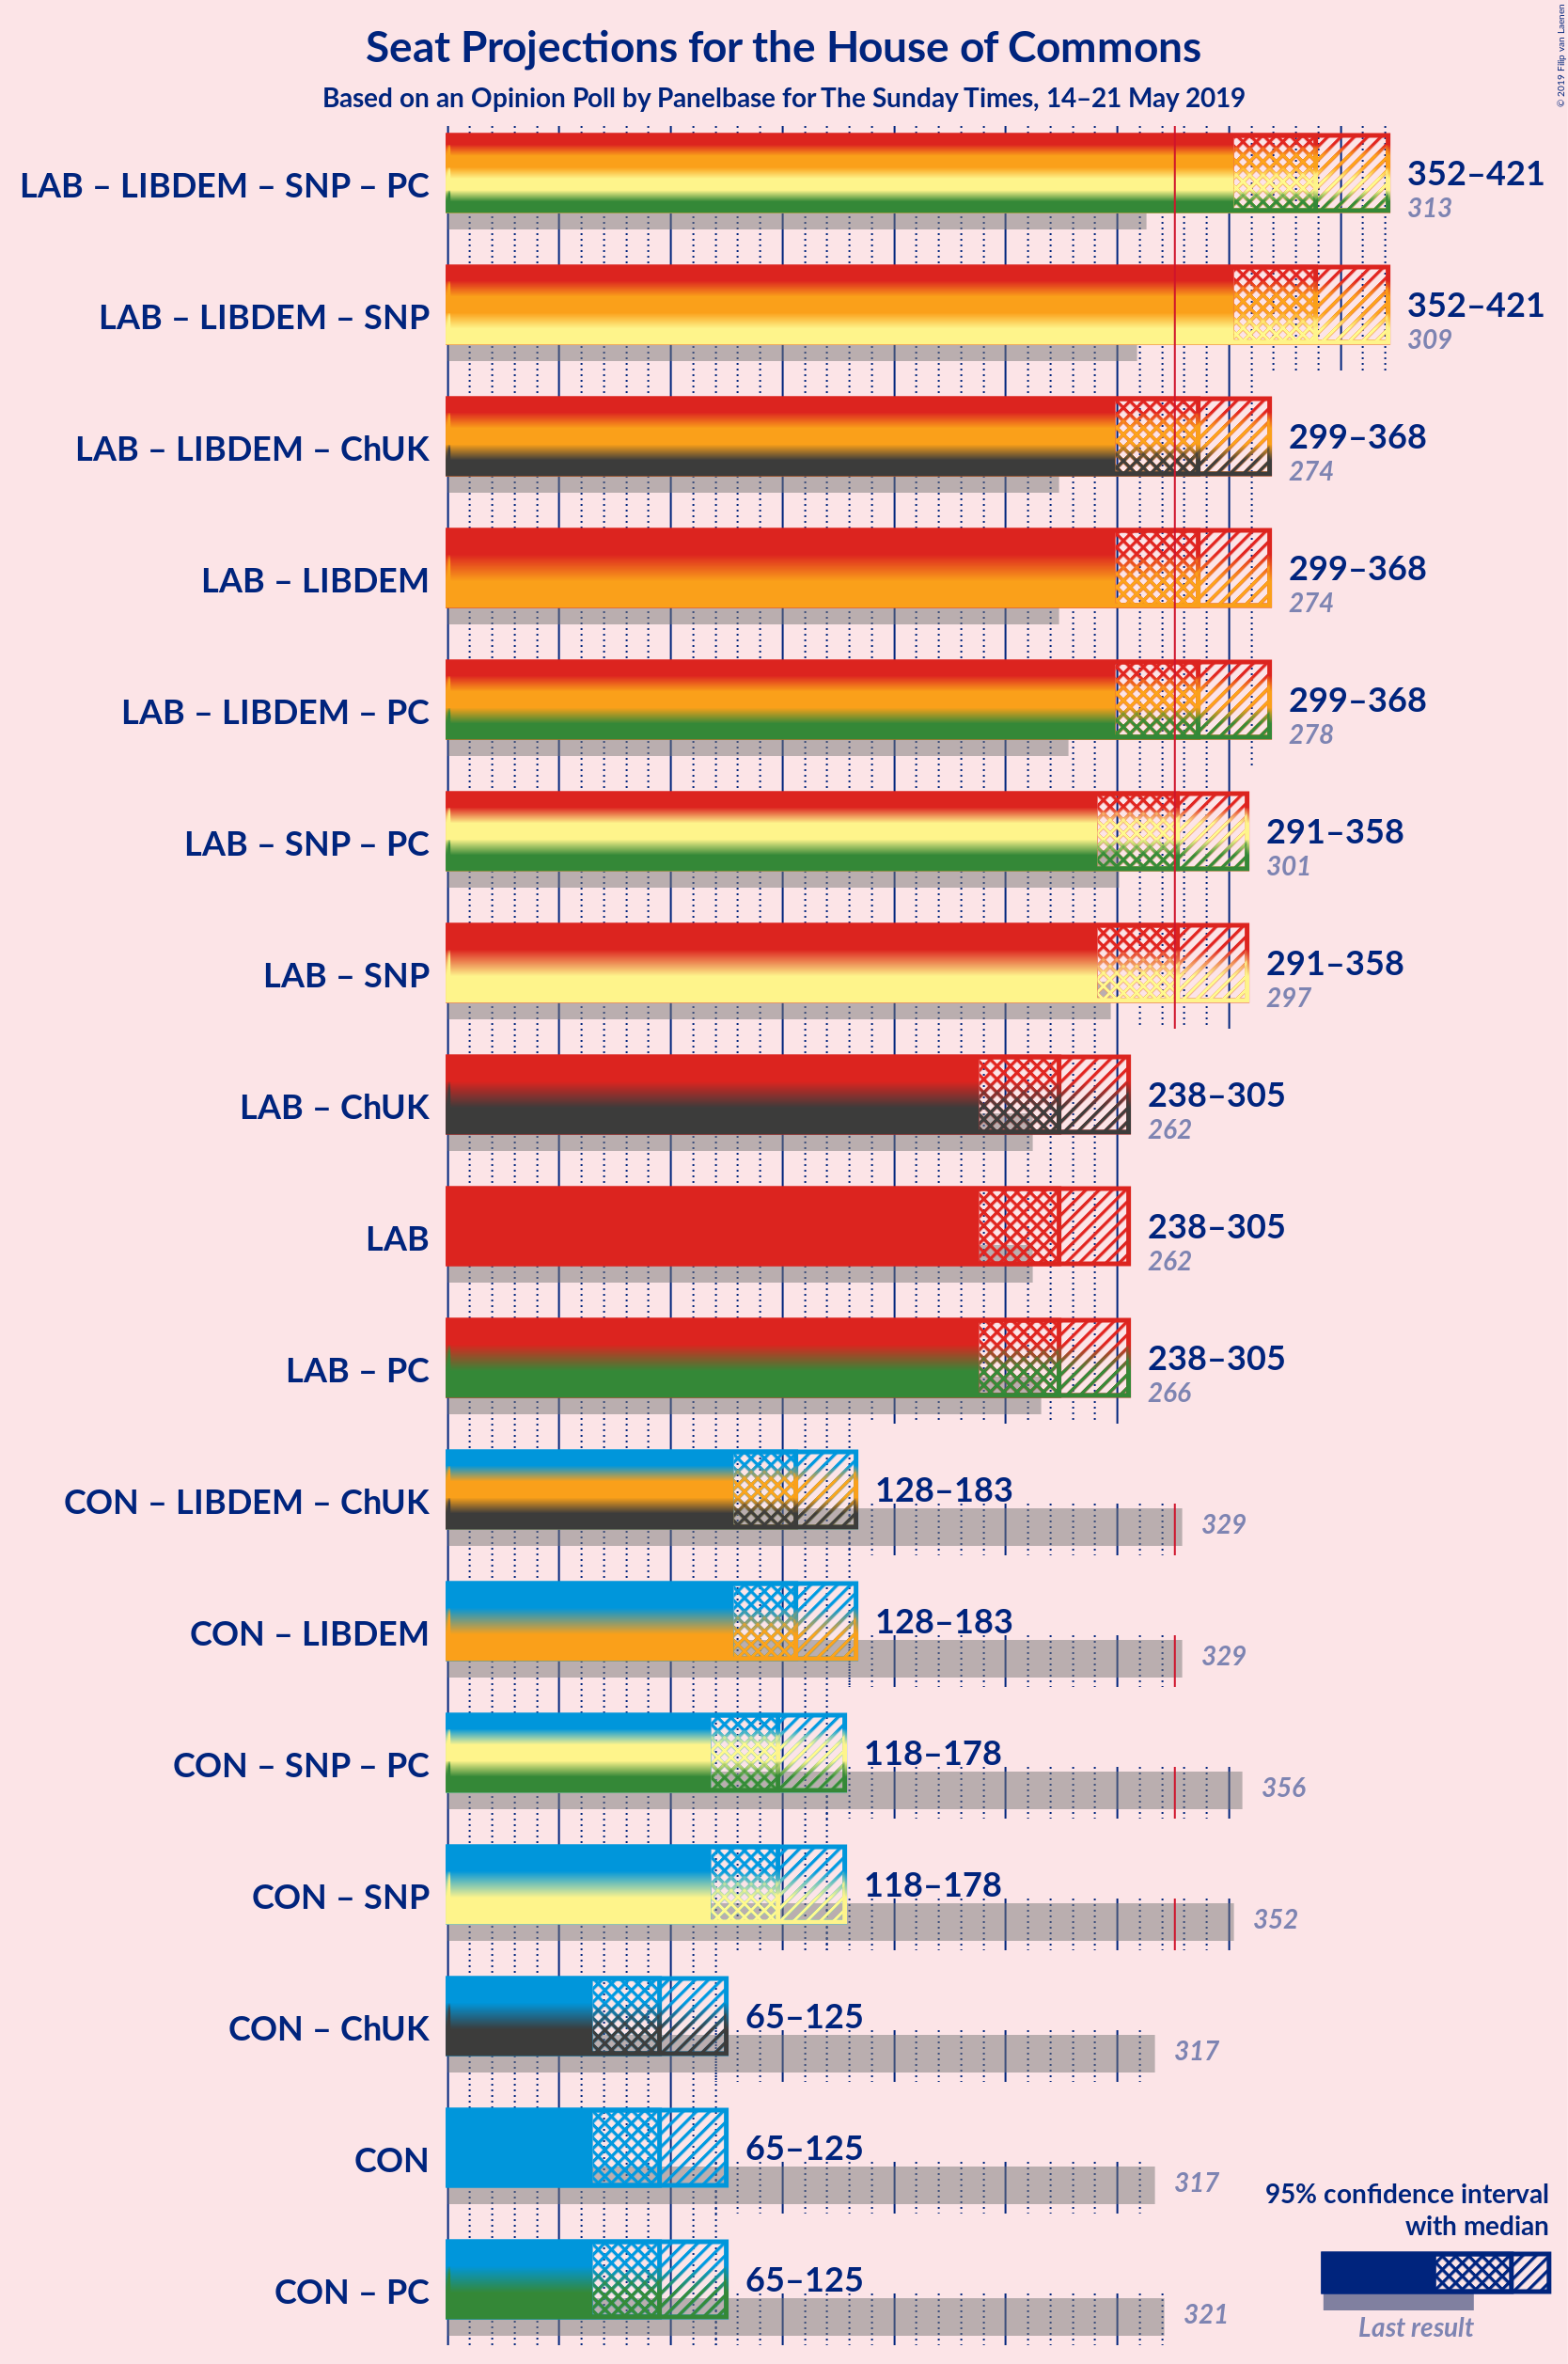 Seat Projections for the House of Commons
Based on an Opinion Poll by Panelbase for The Sunday Times, 14–21 May 2019
© 2019 Filip van Laenen
LAB – LIBDEM – SNP – PC
352–421
313
LAB – LIBDEM – SNP
352–421
309
LAB – LIBDEM – ChUK
299–368
274
LAB – LIBDEM
299–368
274
LAB – LIBDEM – PC
299–368
278
LAB – SNP – PC
291–358
301
LAB – SNP
291–358
297
LAB – ChUK
238–305
262
LAB
238–305
262
LAB – PC
238–305
266
CON – LIBDEM – ChUK
128–183
329
CON – LIBDEM
128–183
329
CON – SNP – PC
118–178
356
CON – SNP
118–178
352
CON – ChUK
65–125
317
CON
65–125
317
CON – PC
65–125
321
95% confidence interval
with median
Last result